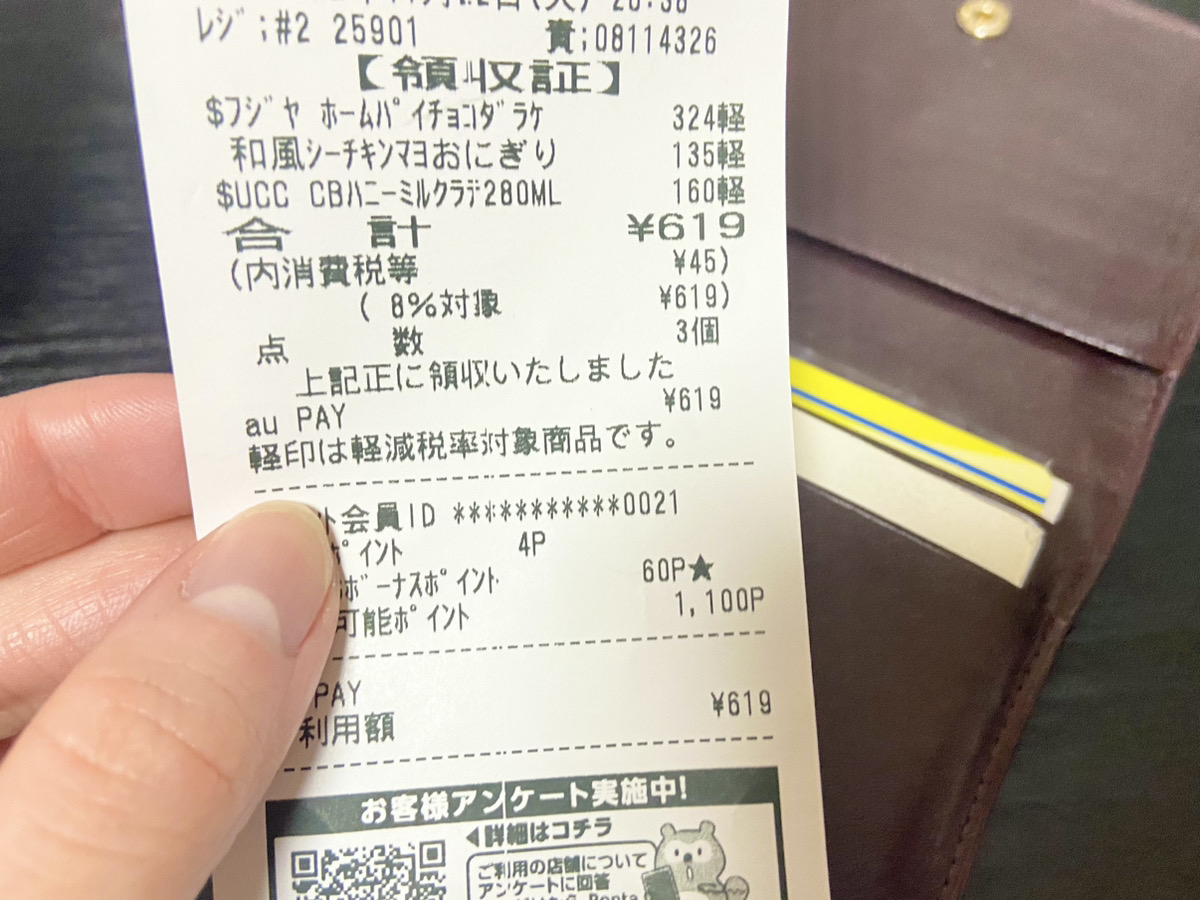 レジ;#2 25901 責;08114326
【領収証】
$フジヤ ホームパイチョコダラケ 324軽
和風シーチキンマヨおにぎり 135軽
$UCC CBハニーミルクラテ280ML 160軽
合 計 ¥619
(内消費税等 ¥45)
( 8%対象 ¥619)
点 数 3個
上記正に領収いたしました
au PAY ¥619
軽印は軽減税率対象商品です。
会員ID ***********0021
ポイント 4P
ボーナスポイント 60P★
可能ポイント 1,100P
PAY
利用額 ¥619
お客様アンケート実施中!
◀詳細はコチラ
ご利用の店舗について
アンケートに回答
Ponta